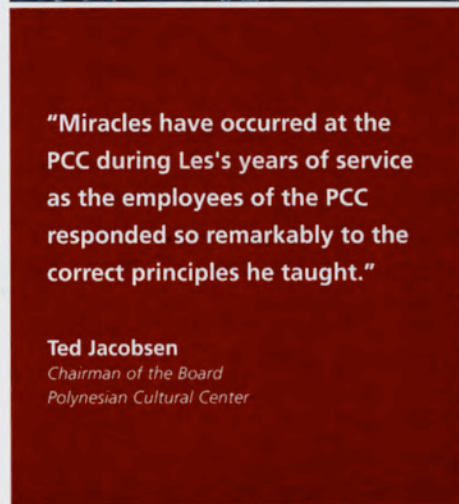 “Miracles have occurred at the
PCC during Les's years of service
as the employees of the PCC
responded so remarkably to the
correct principles he taught.”
Ted Jacobsen
Chairman of the Board
Polynesian Cultural Center